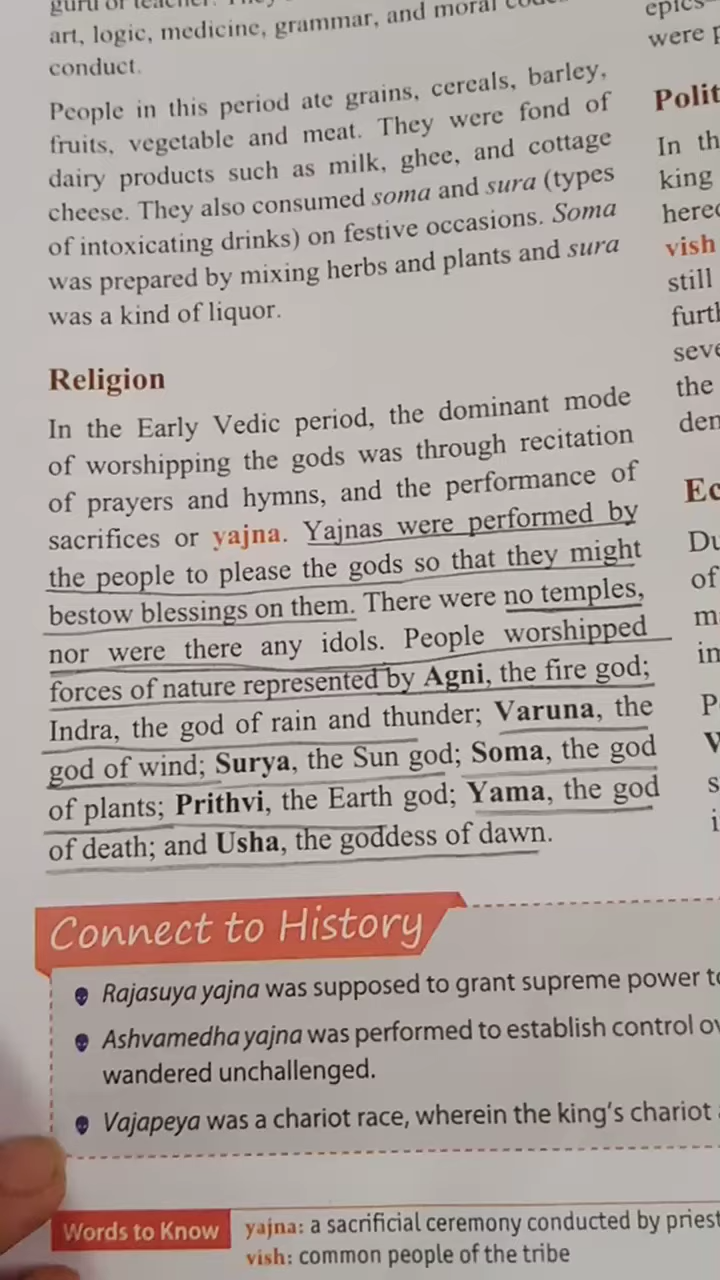 guru or teacher. They
art, logic, medicine, grammar, and moral codes
conduct.
People in this period ate grains, cereals, barley,
fruits, vegetable and meat. They were fond of
dairy products such as milk, ghee, and cottage
cheese. They also consumed soma and sura (types
of intoxicating drinks) on festive occasions. Soma
was prepared by mixing herbs and plants and sura
was a kind of liquor.
Religion
In the Early Vedic period, the dominant mode
of worshipping the gods was through recitation
of prayers and hymns, and the performance of
sacrifices or yajna. Yajnas were performed by
the people to please the gods so that they might
bestow blessings on them. There were no temples,
nor were there any idols. People worshipped
forces of nature represented by Agni, the fire god;
Indra, the god of rain and thunder; Varuna, the
god of wind; Surya, the Sun god; Soma, the god
of plants; Prithvi, the Earth god; Yama, the god
of death; and Usha, the goddess of dawn.
Connect to History
Rajasuya yajna was supposed to grant supreme power to
Ashvamedha yajna was performed to establish control
wandered unchallenged.
Vajapeya was a chariot race, wherein the king's chariot
Words to Know
yajna: a sacrificial ceremony conducted by
vish: common people of the tribe
epics
were
Polit
In th
king
vish
still
furth
the
Ec
of
in